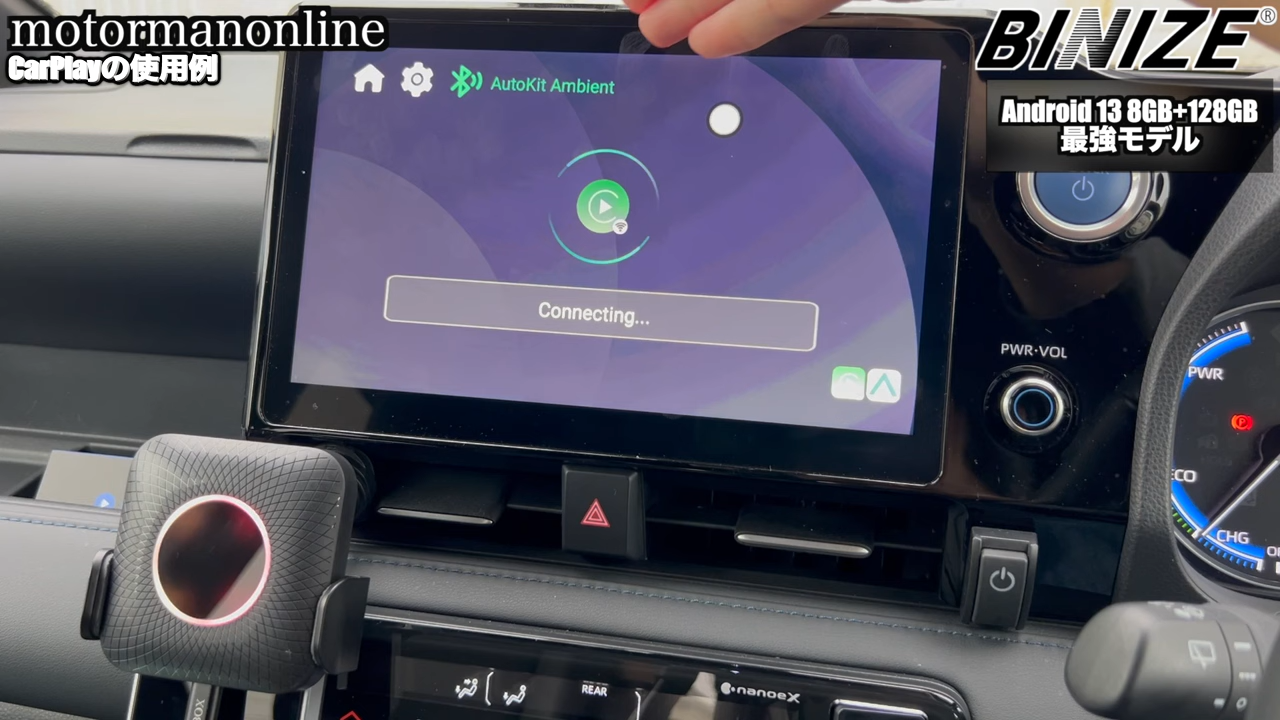 motormanonline
CarPlayの使用例
BINIZE®
Android 13 8GB+128GB
最強モデル
AutoKit Ambient
Connecting...
PWR·VOL
PWR
ECO
CHG
REAR
nanoeX